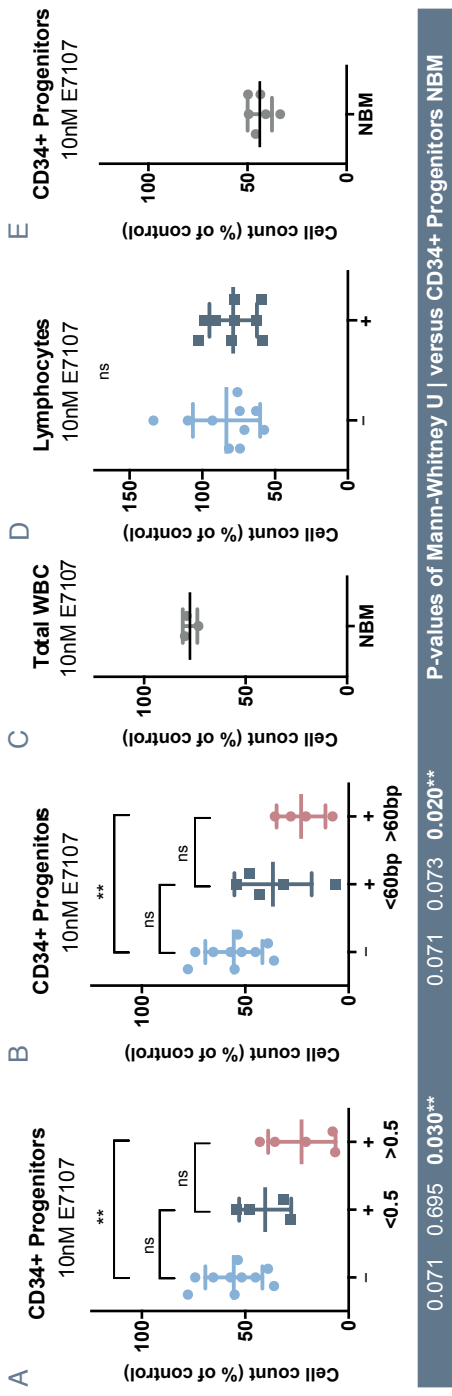 A
CD34+ Progenitors
10nM E7107
**
ns
ns
Cell count (% of control)
100
50
0
–
+
+
<0.5
>0.5
B
CD34+ Progenitors
10nM E7107
**
ns
ns
Cell count (% of control)
100
50
0
–
+
+
<60bp >60bp
C
Total WBC
10nM E7107
Cell count (% of control)
100
50
0
NBM
D
Lymphocytes
10nM E7107
ns
Cell count (% of control)
150
100
50
0
–
+
E
CD34+ Progenitors
10nM E7107
Cell count (% of control)
100
50
0
NBM
0.071 0.695 0.030** 0.071 0.073 0.020** P-values of Mann-Whitney U | versus CD34+ Progenitors NBM